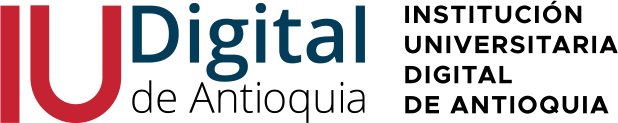 IU Digital
de Antioquia
INSTITUCIÓN
UNIVERSITARIA
DIGITAL
DE ANTIOQUIA